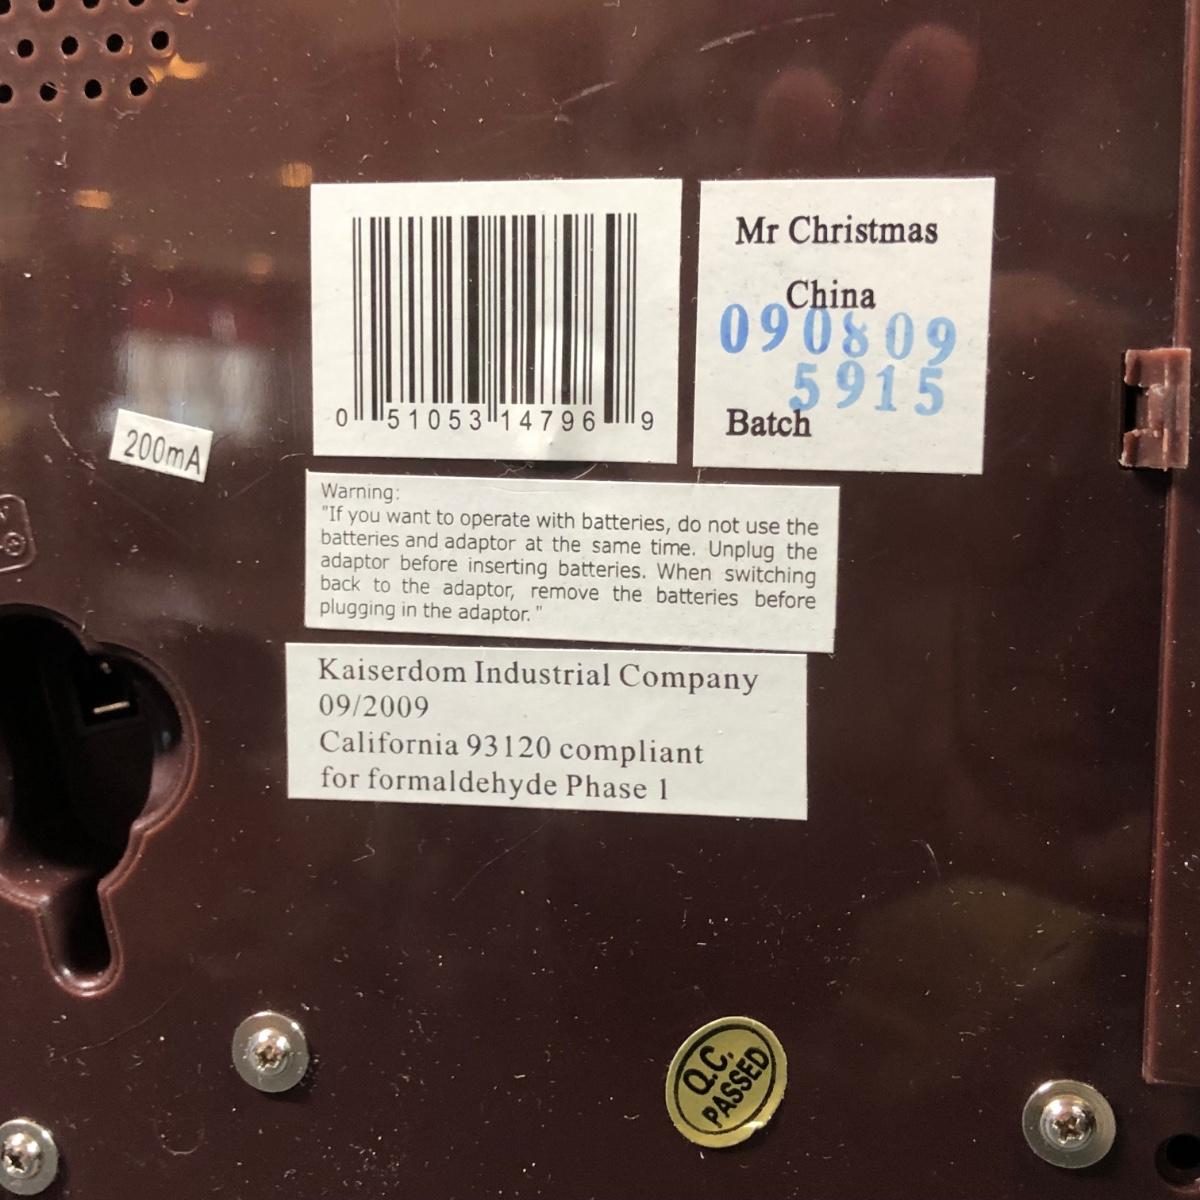 0 51053 14796 9
Mr Christmas
China
090809
5915
Batch
200mA
Warning:
"If you want to operate with batteries, do not use the
batteries and adaptor at the same time. Unplug the
adaptor before inserting batteries. When switching
back to the adaptor, remove the batteries before
plugging in the adaptor. "
Kaiserdom Industrial Company
09/2009
California 93120 compliant
for formaldehyde Phase 1
Q.C.
PASSED